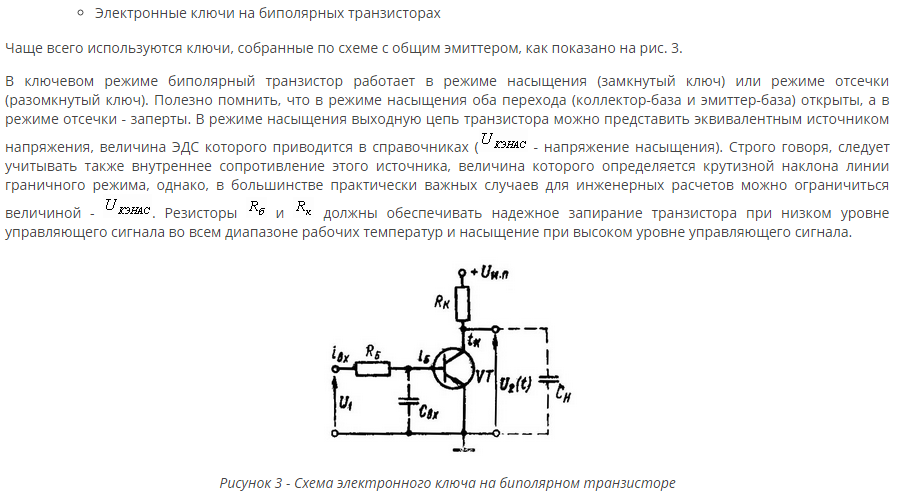 Электронные ключи на биполярных транзисторах
Чаще всего используются ключи, собранные по схеме с общим эмиттером, как показано на рис. 3.
В ключевом режиме биполярный транзистор работает в режиме насыщения (замкнутый ключ) или режиме отсечки
(разомкнутый ключ). Полезно помнить, что в режиме насыщения оба перехода (коллектор-база и эмиттер-база) открыты, а в
режиме отсечки - заперты. В режиме насыщения выходную цепь транзистора можно представить эквивалентным источником
напряжения, величина ЭДС которого приводится в справочниках ( U КЭНАС - напряжение насыщения). Строго говоря, следует
учитывать также внутреннее сопротивление этого источника, величина которого определяется крутизной наклона линии
граничного режима, однако, в большинстве практически важных случаев для инженерных расчетов можно ограничиться
величиной - U КЭНАС. Резисторы Rб и Rк должны обеспечивать надежное запирание транзистора при низком уровне
управляющего сигнала во всем диапазоне рабочих температур и насыщение при высоком уровне управляющего сигнала.
+ Uи.п
Rк
iвх RБ iБ tк
VT U2(t) Cн
U1 Cвх
Рисунок 3 - Схема электронного ключа на биполярном транзисторе